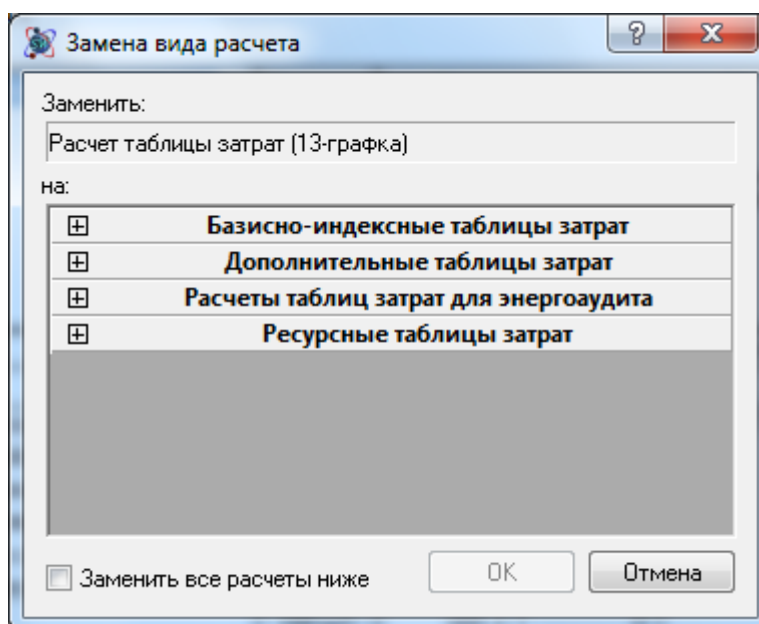 Замена вида расчета
Заменить:
Расчет таблицы затрат (13-графка)
на:
Базисно-индексные таблицы затрат
Дополнительные таблицы затрат
Расчеты таблиц затрат для энергоаудита
Ресурсные таблицы затрат
Заменить все расчеты ниже
OK
Отмена